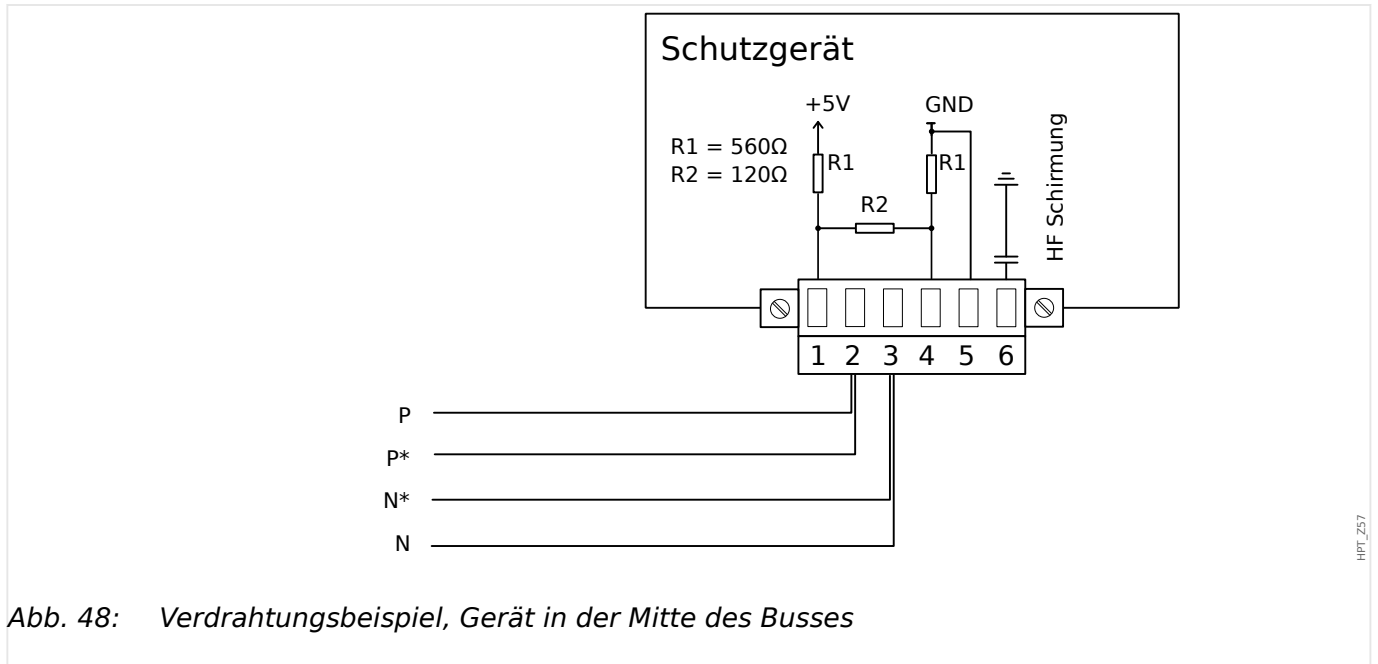 Schutzgerät
+5V
GND
R1 = 560Ω
R2 = 120Ω
R1
R1
R2
HF Schirmung
1 2 3 4 5 6
P
P*
N*
N
HPT_Z57
Abb. 48: Verdrahtungsbeispiel, Gerät in der Mitte des Busses